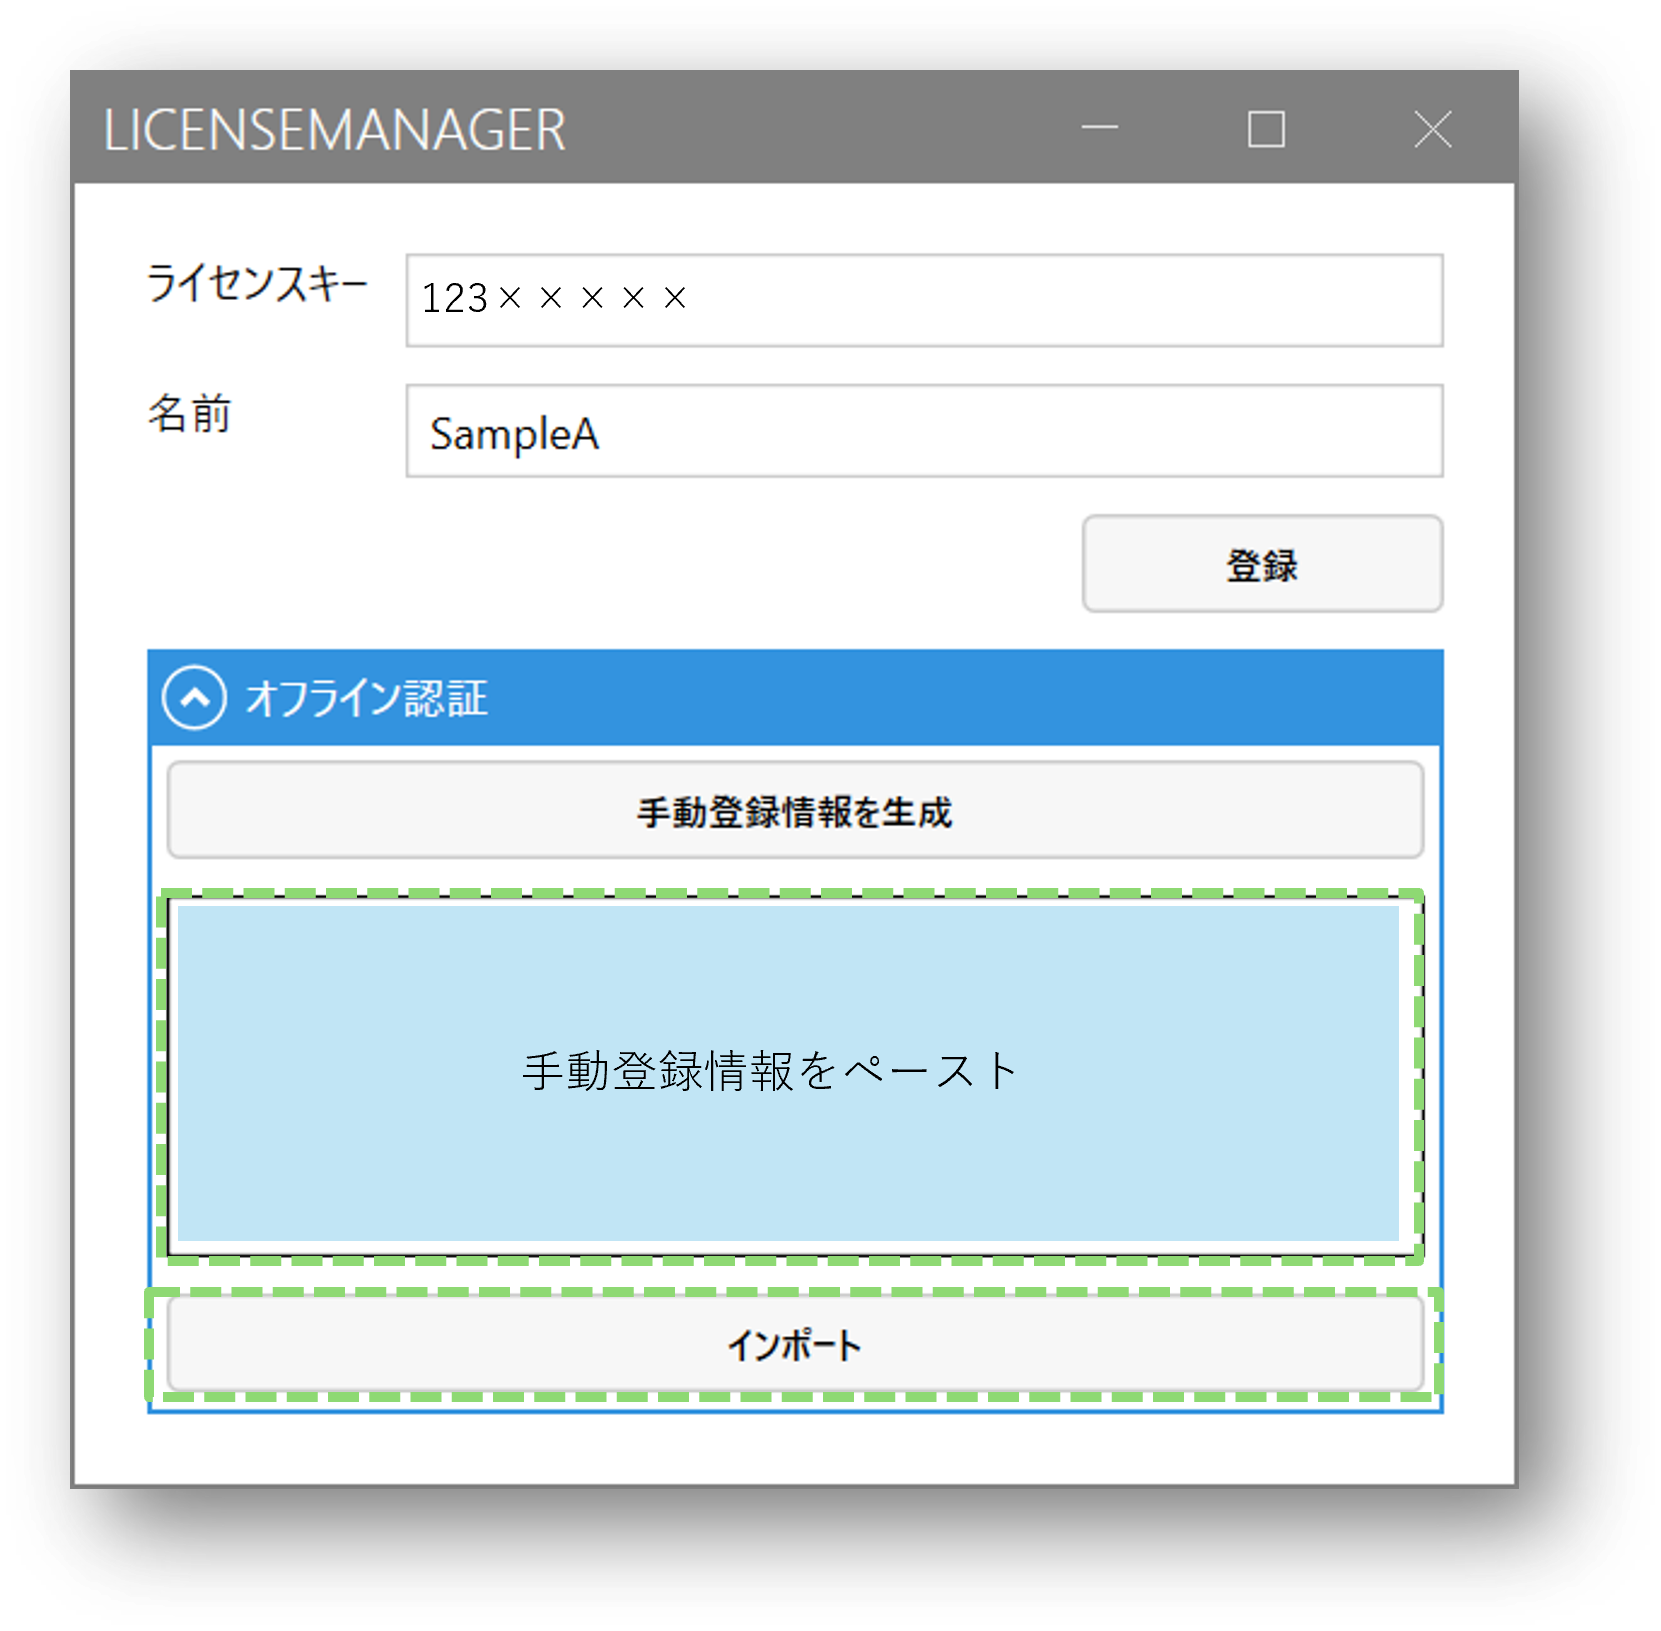 LICENSEMANAGER
ライセンスキー
123×××××
名前
SampleA
登録
オフライン認証
手動登録情報を生成
手動登録情報をペースト
インポート